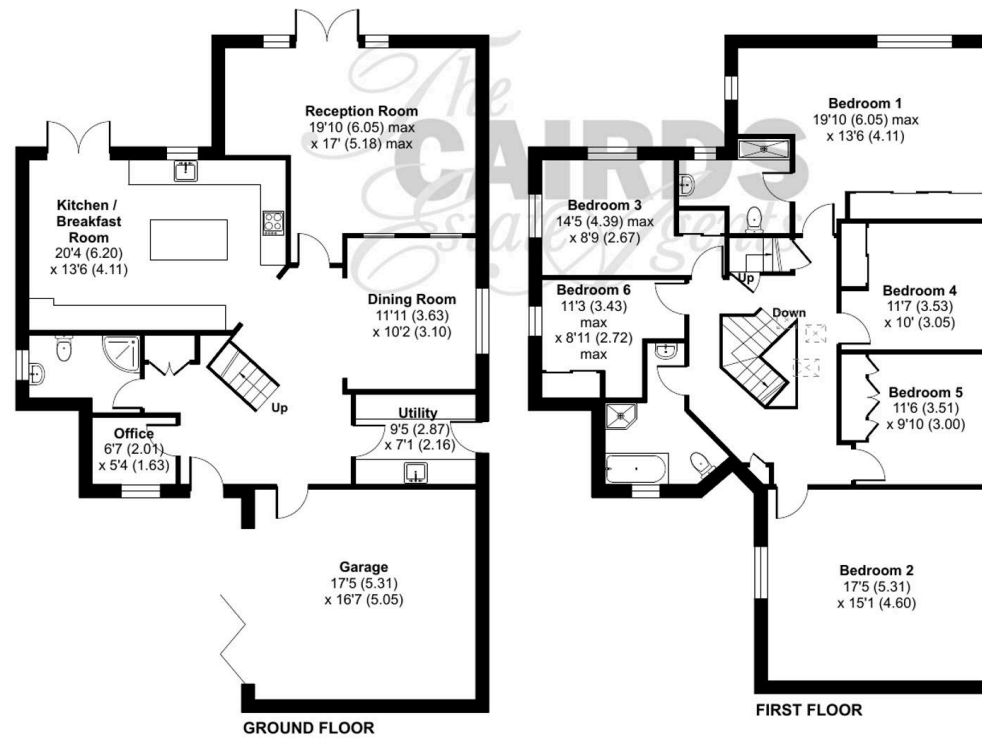 The
CAIRDS
Estate Agents
Reception Room
19'10 (6.05) max
x 17' (5.18) max
Kitchen /
Breakfast
Room
20'4 (6.20)
x 13'6 (4.11)
Dining Room
11'11 (3.63)
x 10'2 (3.10)
Up
Utility
9'5 (2.87)
x 7'1 (2.16)
Office
6'7 (2.01)
x 5'4 (1.63)
Garage
17'5 (5.31)
x 16'7 (5.05)
GROUND FLOOR
Bedroom 1
19'10 (6.05) max
x 13'6 (4.11)
Bedroom 3
14'5 (4.39) max
x 8'9 (2.67)
Up
Down
Bedroom 6
11'3 (3.43)
max
x 8'11 (2.72)
max
Bedroom 4
11'7 (3.53)
x 10' (3.05)
Bedroom 5
11'6 (3.51)
x 9'10 (3.00)
Bedroom 2
17'5 (5.31)
x 15'1 (4.60)
FIRST FLOOR